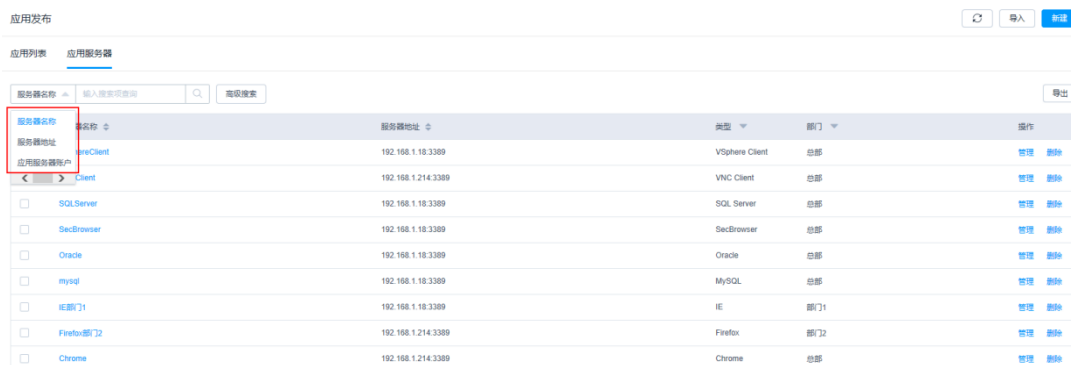 应用发布 导入 新建
应用列表 应用服务器
服务器名称 输入搜索项查询 高级搜索 导出
服务器名称
服务器地址
应用服务器账户
器名称 服务器地址 类型 部门 操作
ereClient 192.168.1.18:3389 VSphere Client 总部 管理 删除
Client 192.168.1.214:3389 VNC Client 总部 管理 删除
SQLServer 192.168.1.18:3389 SQL Server 总部 管理 删除
SecBrowser 192.168.1.18:3389 SecBrowser 总部 管理 删除
Oracle 192.168.1.18:3389 Oracle 总部 管理 删除
mysql 192.168.1.18:3389 MySQL 总部 管理 删除
IE部门1 192.168.1.18:3389 IE 部门1 管理 删除
Firefox部门2 192.168.1.214:3389 Firefox 部门2 管理 删除
Chrome 192.168.1.214:3389 Chrome 总部 管理 删除